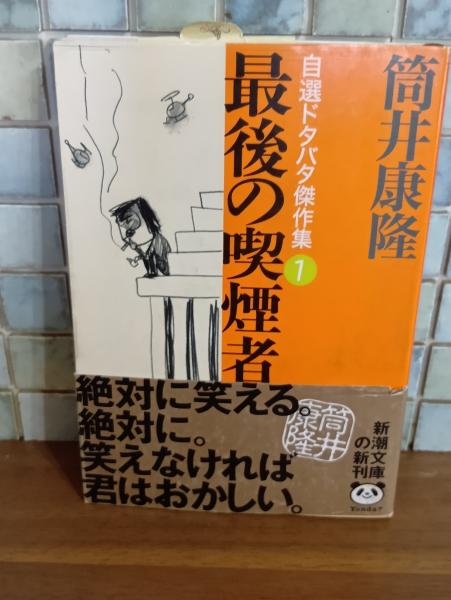 筒井康隆
自選ドタバタ傑作集1
最後の喫煙者
絶対に笑える。
絶対に。
笑えなければ
君はおかしい。
筒井
康隆
新潮文庫
の新刊
Yonda?